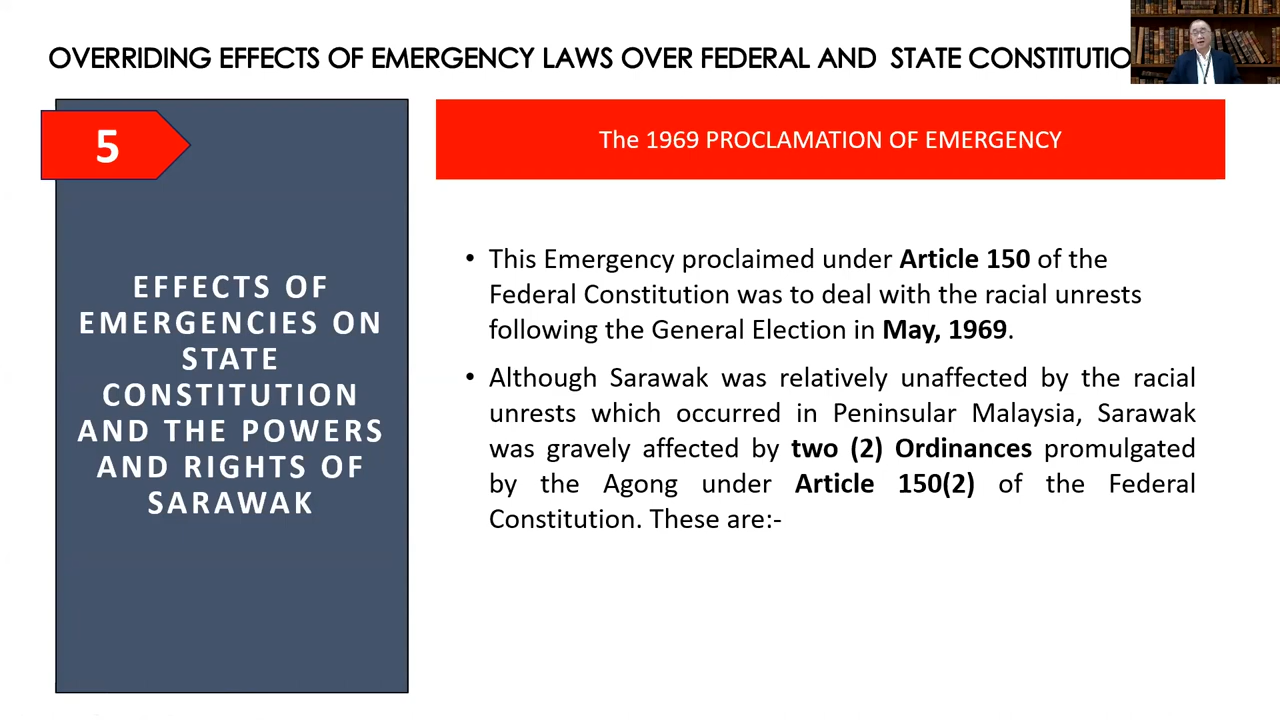 OVERRIDING EFFECTS OF EMERGENCY LAWS OVER FEDERAL AND STATE CONSTITUTIO
5
EFFECTS OF
EMERGENCIES ON
STATE
CONSTITUTION
AND THE POWERS
AND RIGHTS OF
SARAWAK
The 1969 PROCLAMATION OF EMERGENCY
• This Emergency proclaimed under Article 150 of the
Federal Constitution was to deal with the racial unrests
following the General Election in May, 1969.
• Although Sarawak was relatively unaffected by the racial
unrests which occurred in Peninsular Malaysia, Sarawak
was gravely affected by two (2) Ordinances promulgated
by the Agong under Article 150(2) of the Federal
Constitution. These are:-